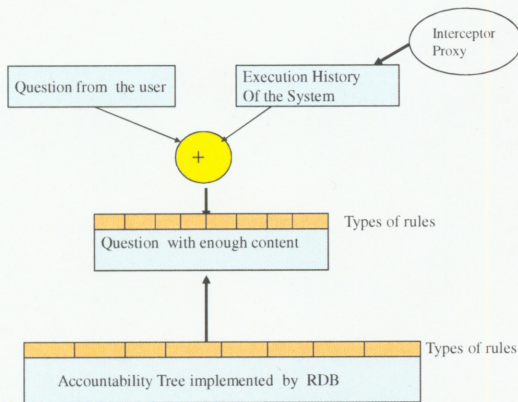 Interceptor
Proxy
Question from the user
Execution History
Of the System
+
Types of rules
Question with enough content
Types of rules
Accountability Tree implemented by RDB